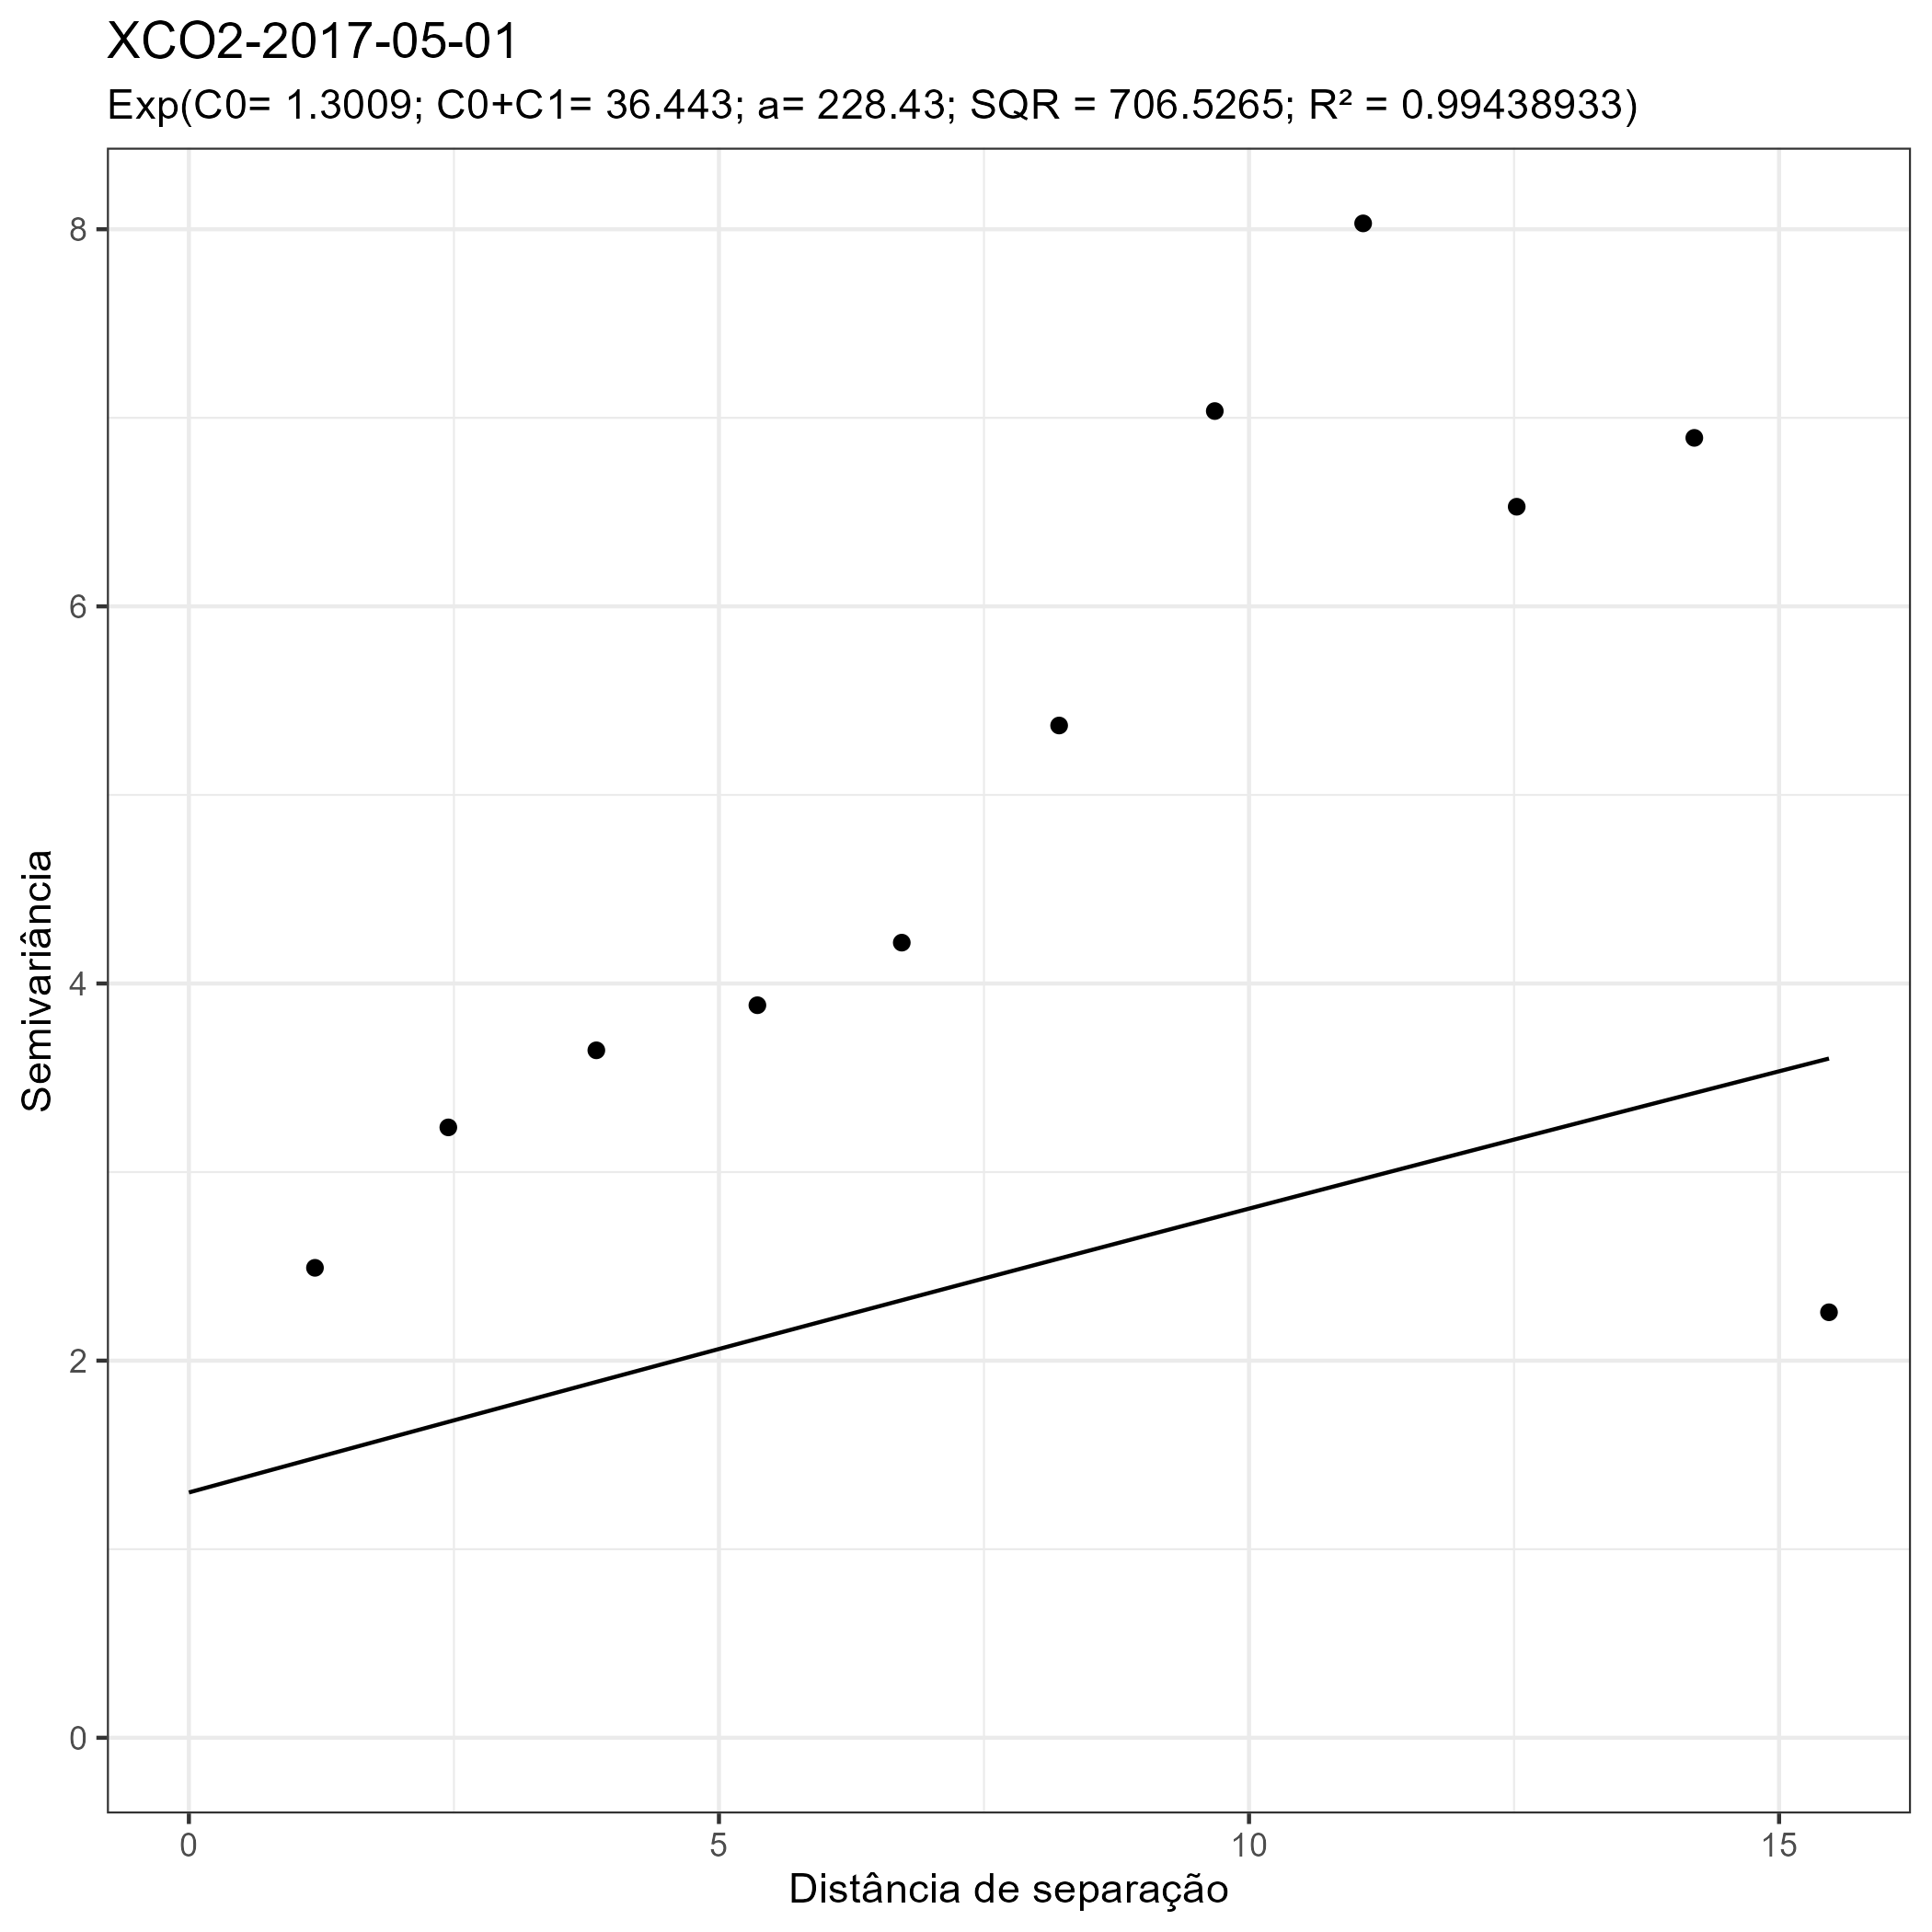 XCO2-2017-05-01
Exp(C0= 1.3009; C0+C1= 36.443; a= 228.43; SQR = 706.5265; R² = 0.99438933)
8
6
4
2
0
Semivariância
0 5 10 15
Distância de separação